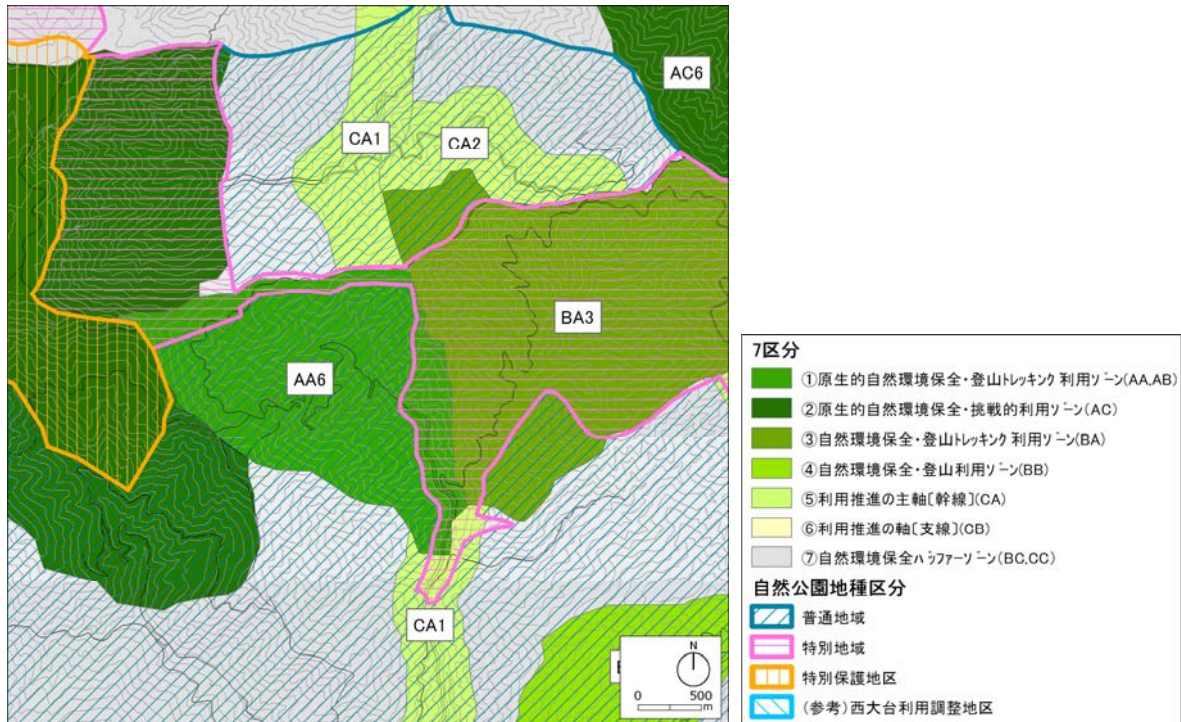 AC6
CA1
CA2
BA3
AA6
CA1
N
0 500
m
7区分
①原生的自然環境保全・登山トレッキング利用ゾーン(AA,AB)
②原生的自然環境保全・挑戦的利用ゾーン(AC)
③自然環境保全・登山トレッキング利用ゾーン(BA)
④自然環境保全・登山利用ゾーン(BB)
⑤利用推進の主軸〔幹線〕(CA)
⑥利用推進の軸〔支線〕(CB)
⑦自然環境保全バッファーゾーン(BC,CC)
自然公園地種区分
普通地域
特別地域
特別保護地区
(参考)西大台利用調整地区